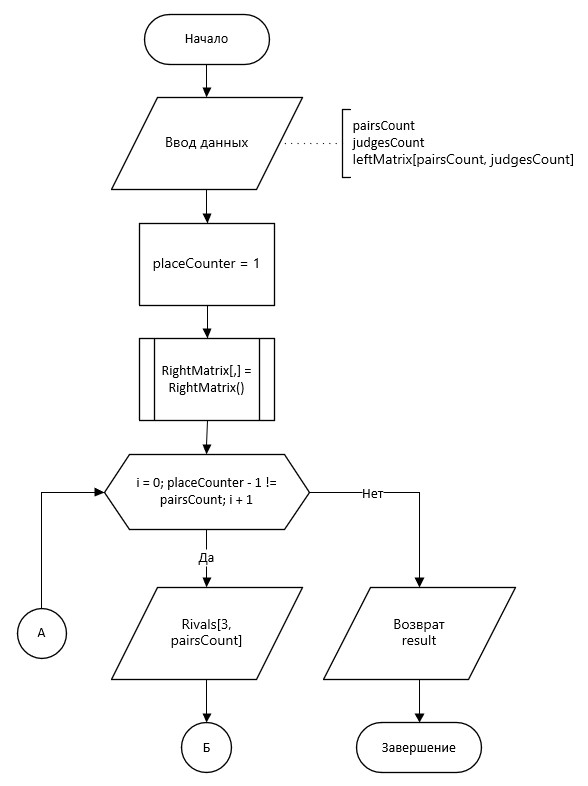 Начало
Ввод данных
pairsCount
judgesCount
leftMatrix[pairsCount, judgesCount]
placeCounter = 1
RightMatrix[,] =
RightMatrix()
i = 0; placeCounter - 1 !=
pairsCount; i + 1
Нет
Да
А
Rivals[3,
pairsCount]
Возврат
result
Б
Завершение